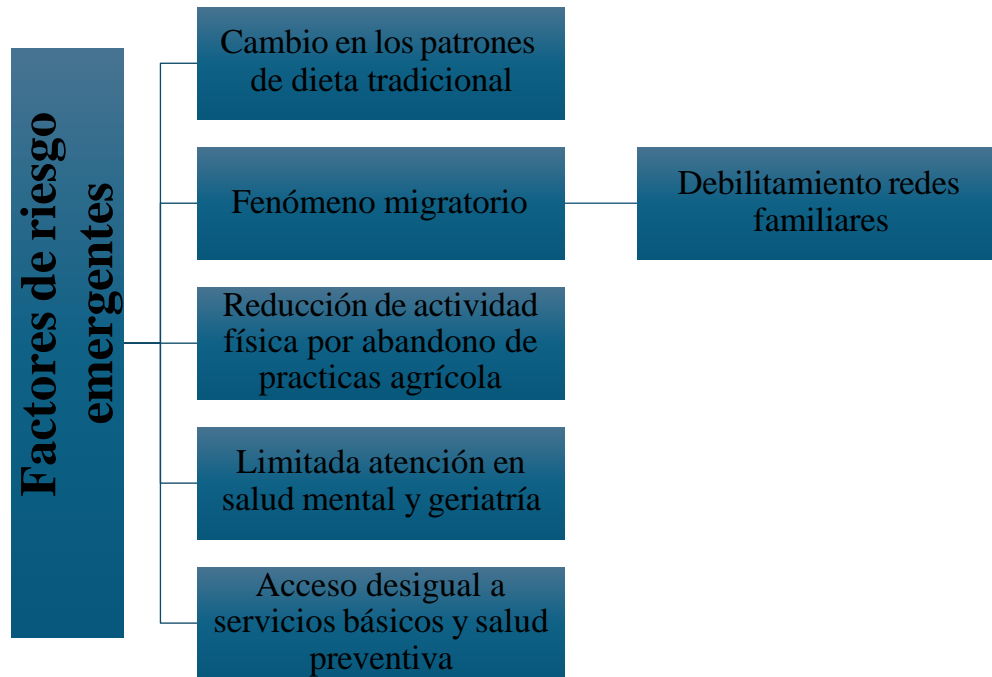 Factores de riesgo
emergentes
Cambio en los patrones
de dieta tradicional
Fenómeno migratorio
Debilitamiento redes
familiares
Reducción de actividad
física por abandono de
practicas agrícola
Limitada atención en
salud mental y geriatría
Acceso desigual a
servicios básicos y salud
preventiva